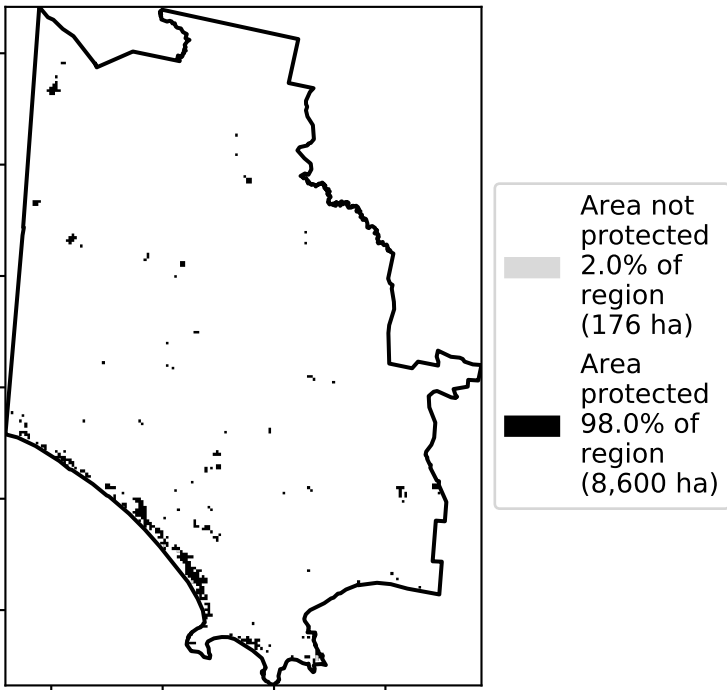 Area not
protected
2.0% of
region
(176 ha)
Area
protected
98.0% of
region
(8,600 ha)